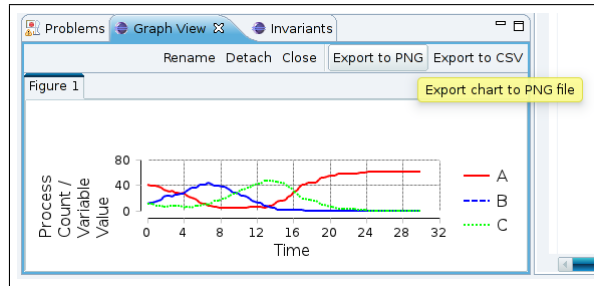 Problems Graph View Invariants
Rename Detach Close Export to PNG Export to CSV
Export chart to PNG file
Figure 1
Process
Count /
Variable
Value
80
40
0
0 4 8 12 16 20 24 28 32
Time
A
B
C